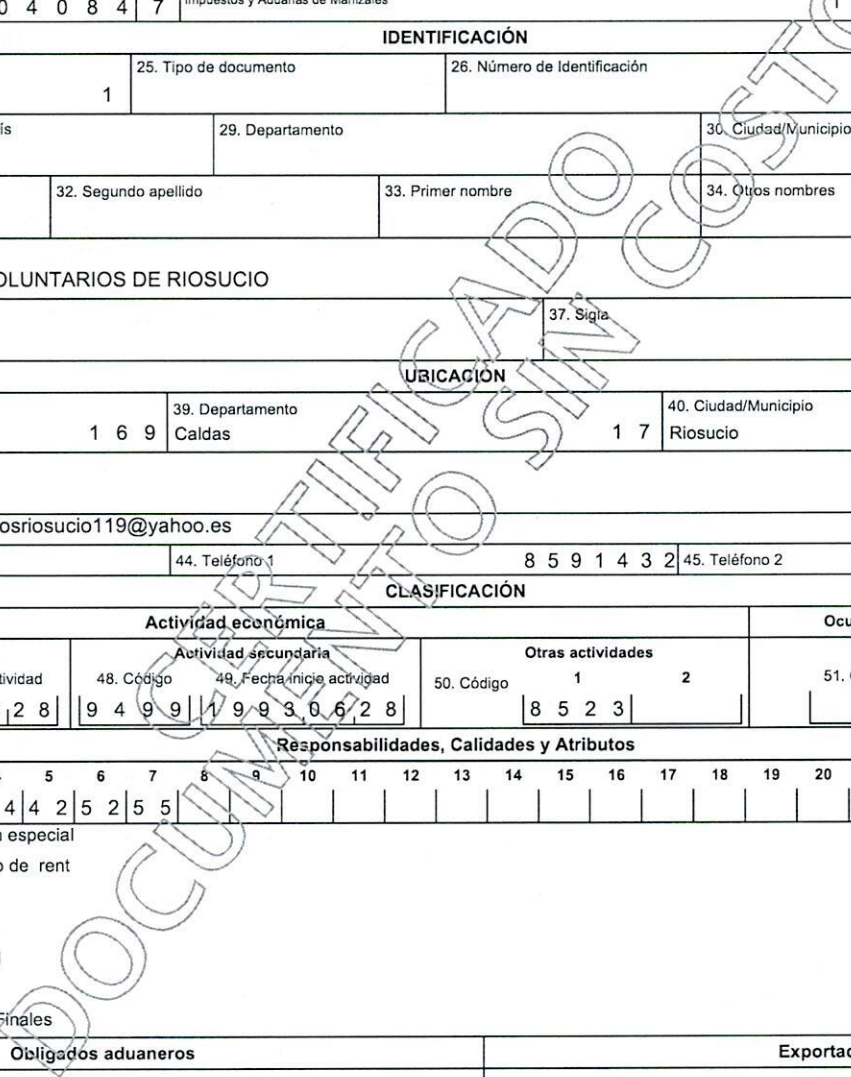 0 4 0 8 4 7 Impuestos y Aduanas de Manizales
IDENTIFICACIÓN
25. Tipo de documento 26. Número de Identificación
1
ís 29. Departamento 30. Ciudad/Municipio
32. Segundo apellido 33. Primer nombre 34. Otros nombres
OLUNTARIOS DE RIOSUCIO
37. Sigla
UBICACIÓN
39. Departamento 40. Ciudad/Municipio
1 6 9 Caldas 1 7 Riosucio
osriosucio119@yahoo.es
44. Teléfono 1 8 5 9 1 4 3 2 45. Teléfono 2
CLASIFICACIÓN
Actividad económica Ocu
Actividad secundaria Otras actividades
tividad 48. Código 49. Fecha inicio actividad 50. Código 1 2 51.
2 8 9 4 9 9 1 9 9 3 0 6 2 8 8 5 2 3
Responsabilidades, Calidades y Atributos
5 6 7 8 9 10 11 12 13 14 15 16 17 18 19 20
4 4 2 5 2 5 5
especial
o de rent
Finales
Obligados aduaneros Exportad
CERTIFICADO
DOCUMENTO SIN COSTO